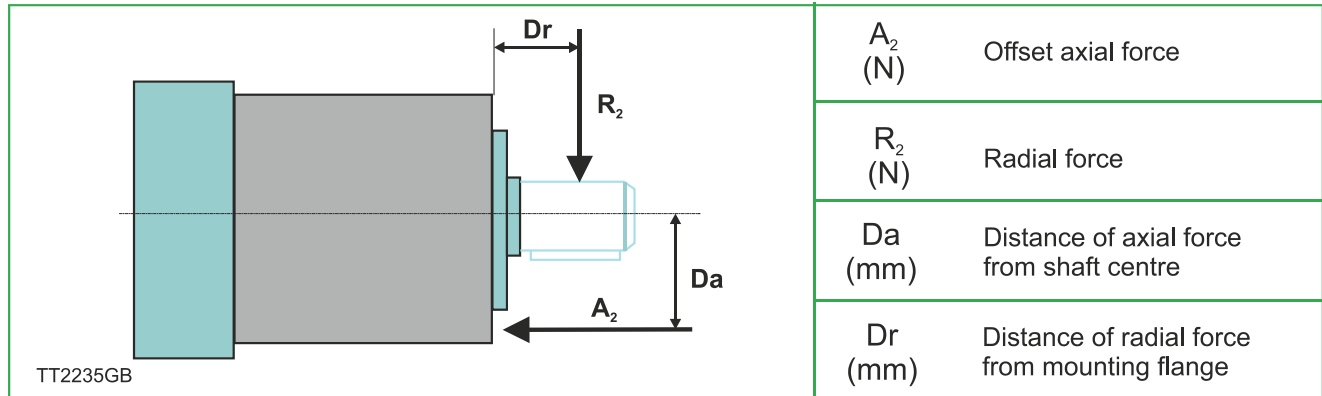 Dr
R₂
Da
A₂
TT2235GB
A₂
(N)
Offset axial force
R₂
(N)
Radial force
Da
(mm)
Distance of axial force
from shaft centre
Dr
(mm)
Distance of radial force
from mounting flange